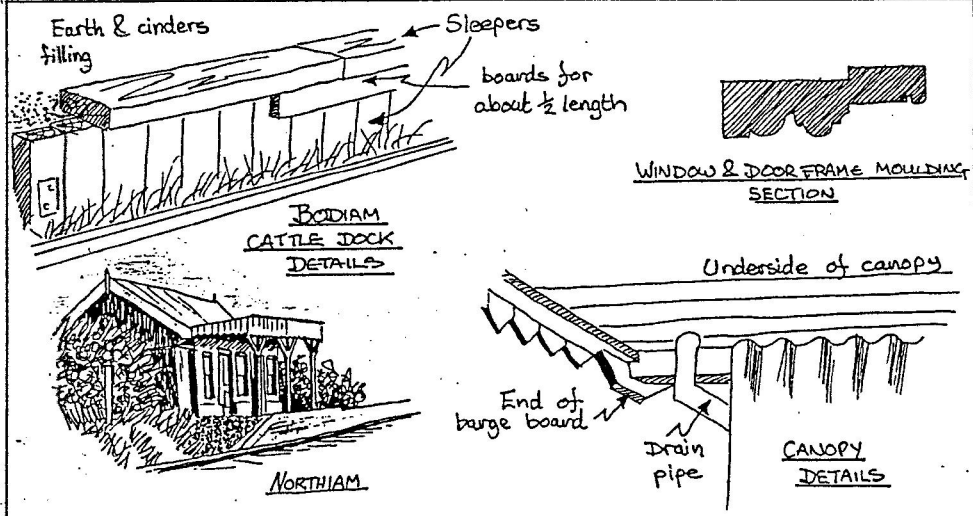 Earth & cinders
filling
Sleepers
boards for
about ½ length
BODIAM
CATTLE DOCK
DETAILS
WINDOW & DOOR FRAME MOULDING
SECTION
Underside of canopy
End of
barge board
Drain
pipe
CANOPY
DETAILS
NORTHIAM